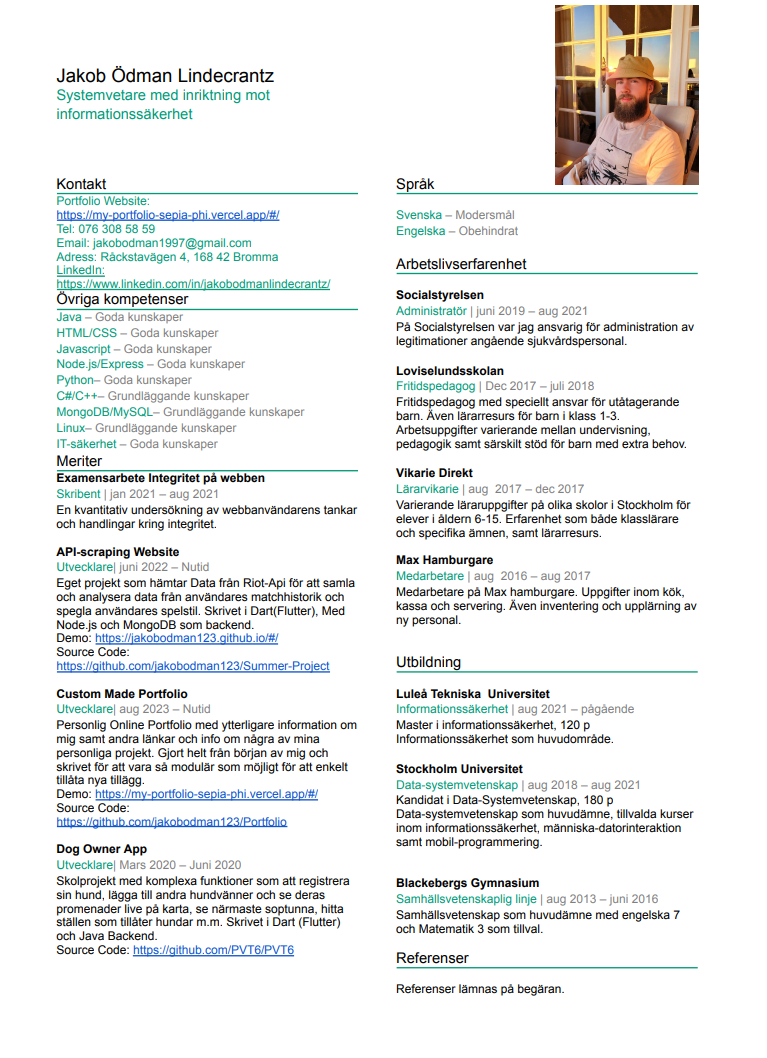 Jakob Ödman Lindecrantz
Systemvetare med inriktning mot
informationssäkerhet
Kontakt
Portfolio Website:
https://my-portfolio-sepia-phi.vercel.app/#/
Tel: 076 308 58 59
Email: jakobodman1997@gmail.com
Adress: Råckstavägen 4, 168 42 Bromma
LinkedIn:
https://www.linkedin.com/in/jakobodmanlindecrantz/
Övriga kompetenser
Java – Goda kunskaper
HTML/CSS – Goda kunskaper
Javascript – Goda kunskaper
Node.js/Express – Goda kunskaper
Python– Goda kunskaper
C#/C++– Grundläggande kunskaper
MongoDB/MySQL– Grundläggande kunskaper
Linux– Grundläggande kunskaper
IT-säkerhet – Goda kunskaper
Meriter
Examensarbete Integritet på webben
Skribent | jan 2021 – aug 2021
En kvantitativ undersökning av webbanvändarens tankar
och handlingar kring integritet.
API-scraping Website
Utvecklare| juni 2022 – Nutid
Eget projekt som hämtar Data från Riot-Api för att samla
och analysera data från användares matchhistorik och
spegla användares spelstil. Skrivet i Dart(Flutter), Med
Node.js och MongoDB som backend.
Demo: https://jakobodman123.github.io/#/
Source Code:
https://github.com/jakobodman123/Summer-Project
Custom Made Portfolio
Utvecklare| aug 2023 – Nutid
Personlig Online Portfolio med ytterligare information om
mig samt andra länkar och info om några av mina
personliga projekt. Gjort helt från början av mig och
skrivet för att vara så modulär som möjligt för att enkelt
tillåta nya tillägg.
Demo: https://my-portfolio-sepia-phi.vercel.app/#/
Source Code:
https://github.com/jakobodman123/Portfolio
Dog Owner App
Utvecklare| Mars 2020 – Juni 2020
Skolprojekt med komplexa funktioner som att registrera
sin hund, lägga till andra hundvänner och se deras
promenader live på karta, se närmaste soptunna, hitta
ställen som tillåter hundar m.m. Skrivet i Dart (Flutter)
och Java Backend.
Source Code: https://github.com/PVT6/PVT6
Språk
Svenska – Modersmål
Engelska – Obehindrat
Arbetslivserfarenhet
Socialstyrelsen
Administratör | juni 2019 – aug 2021
På Socialstyrelsen var jag ansvarig för administration av
legitimationer angående sjukvårdspersonal.
Loviselundsskolan
Fritidspedagog | Dec 2017 – juli 2018
Fritidspedagog med speciellt ansvar för utåtagerande
barn. Även lärarresurs för barn i klass 1-3.
Arbetsuppgifter varierande mellan undervisning,
pedagogik samt särskilt stöd för barn med extra behov.
Vikarie Direkt
Lärarvikarie | aug 2017 – dec 2017
Varierande läraruppgifter på olika skolor i Stockholm för
elever i åldern 6-15. Erfarenhet som både klasslärare
och specifika ämnen, samt lärarresurs.
Max Hamburgare
Medarbetare | aug 2016 – aug 2017
Medarbetare på Max hamburgare. Uppgifter inom kök,
kassa och servering. Även inventering och upplärning av
ny personal.
Utbildning
Luleå Tekniska Universitet
Informationssäkerhet | aug 2021 – pågående
Master i informationssäkerhet, 120 p
Informationssäkerhet som huvudområde.
Stockholm Universitet
Data-systemvetenskap | aug 2018 – aug 2021
Kandidat i Data-Systemvetenskap, 180 p
Data-systemvetenskap som huvudämne, tillvalda kurser
inom informationssäkerhet, människa-datorinteraktion
samt mobil-programmering.
Blackebergs Gymnasium
Samhällsvetenskaplig linje | aug 2013 – juni 2016
Samhällsvetenskap som huvudämne med engelska 7
och Matematik 3 som tillval.
Referenser
Referenser lämnas på begäran.